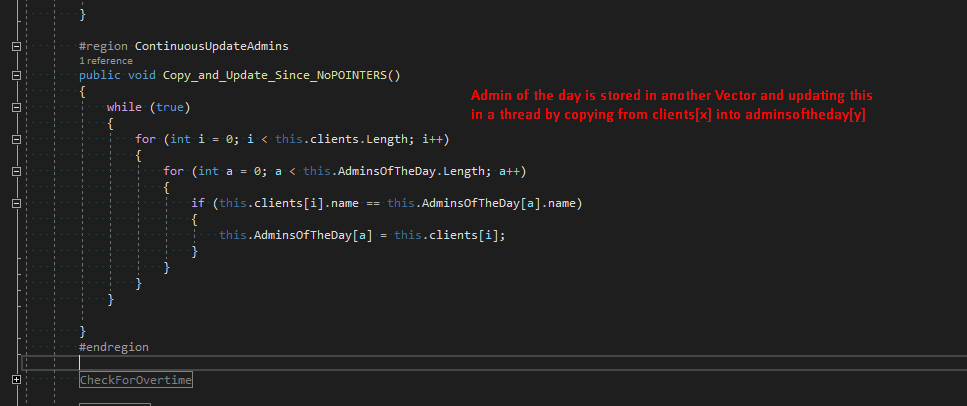 }
#region ContinuousUpdateAdmins
1 reference
public void Copy_and_Update_Since_NoPOINTERS()
{
Admin of the day is stored in another Vector and updating this
while (true)
in a thread by copying from clients[x] into adminsoftheday[y]
{
for (int i = 0; i < this.clients.Length; i++)
{
for (int a = 0; a < this.AdminsOfTheDay.Length; a++)
{
if (this.clients[i].name == this.AdminsOfTheDay[a].name)
{
this.AdminsOfTheDay[a] = this.clients[i];
}
}
}
}
}
#endregion
CheckForOvertime